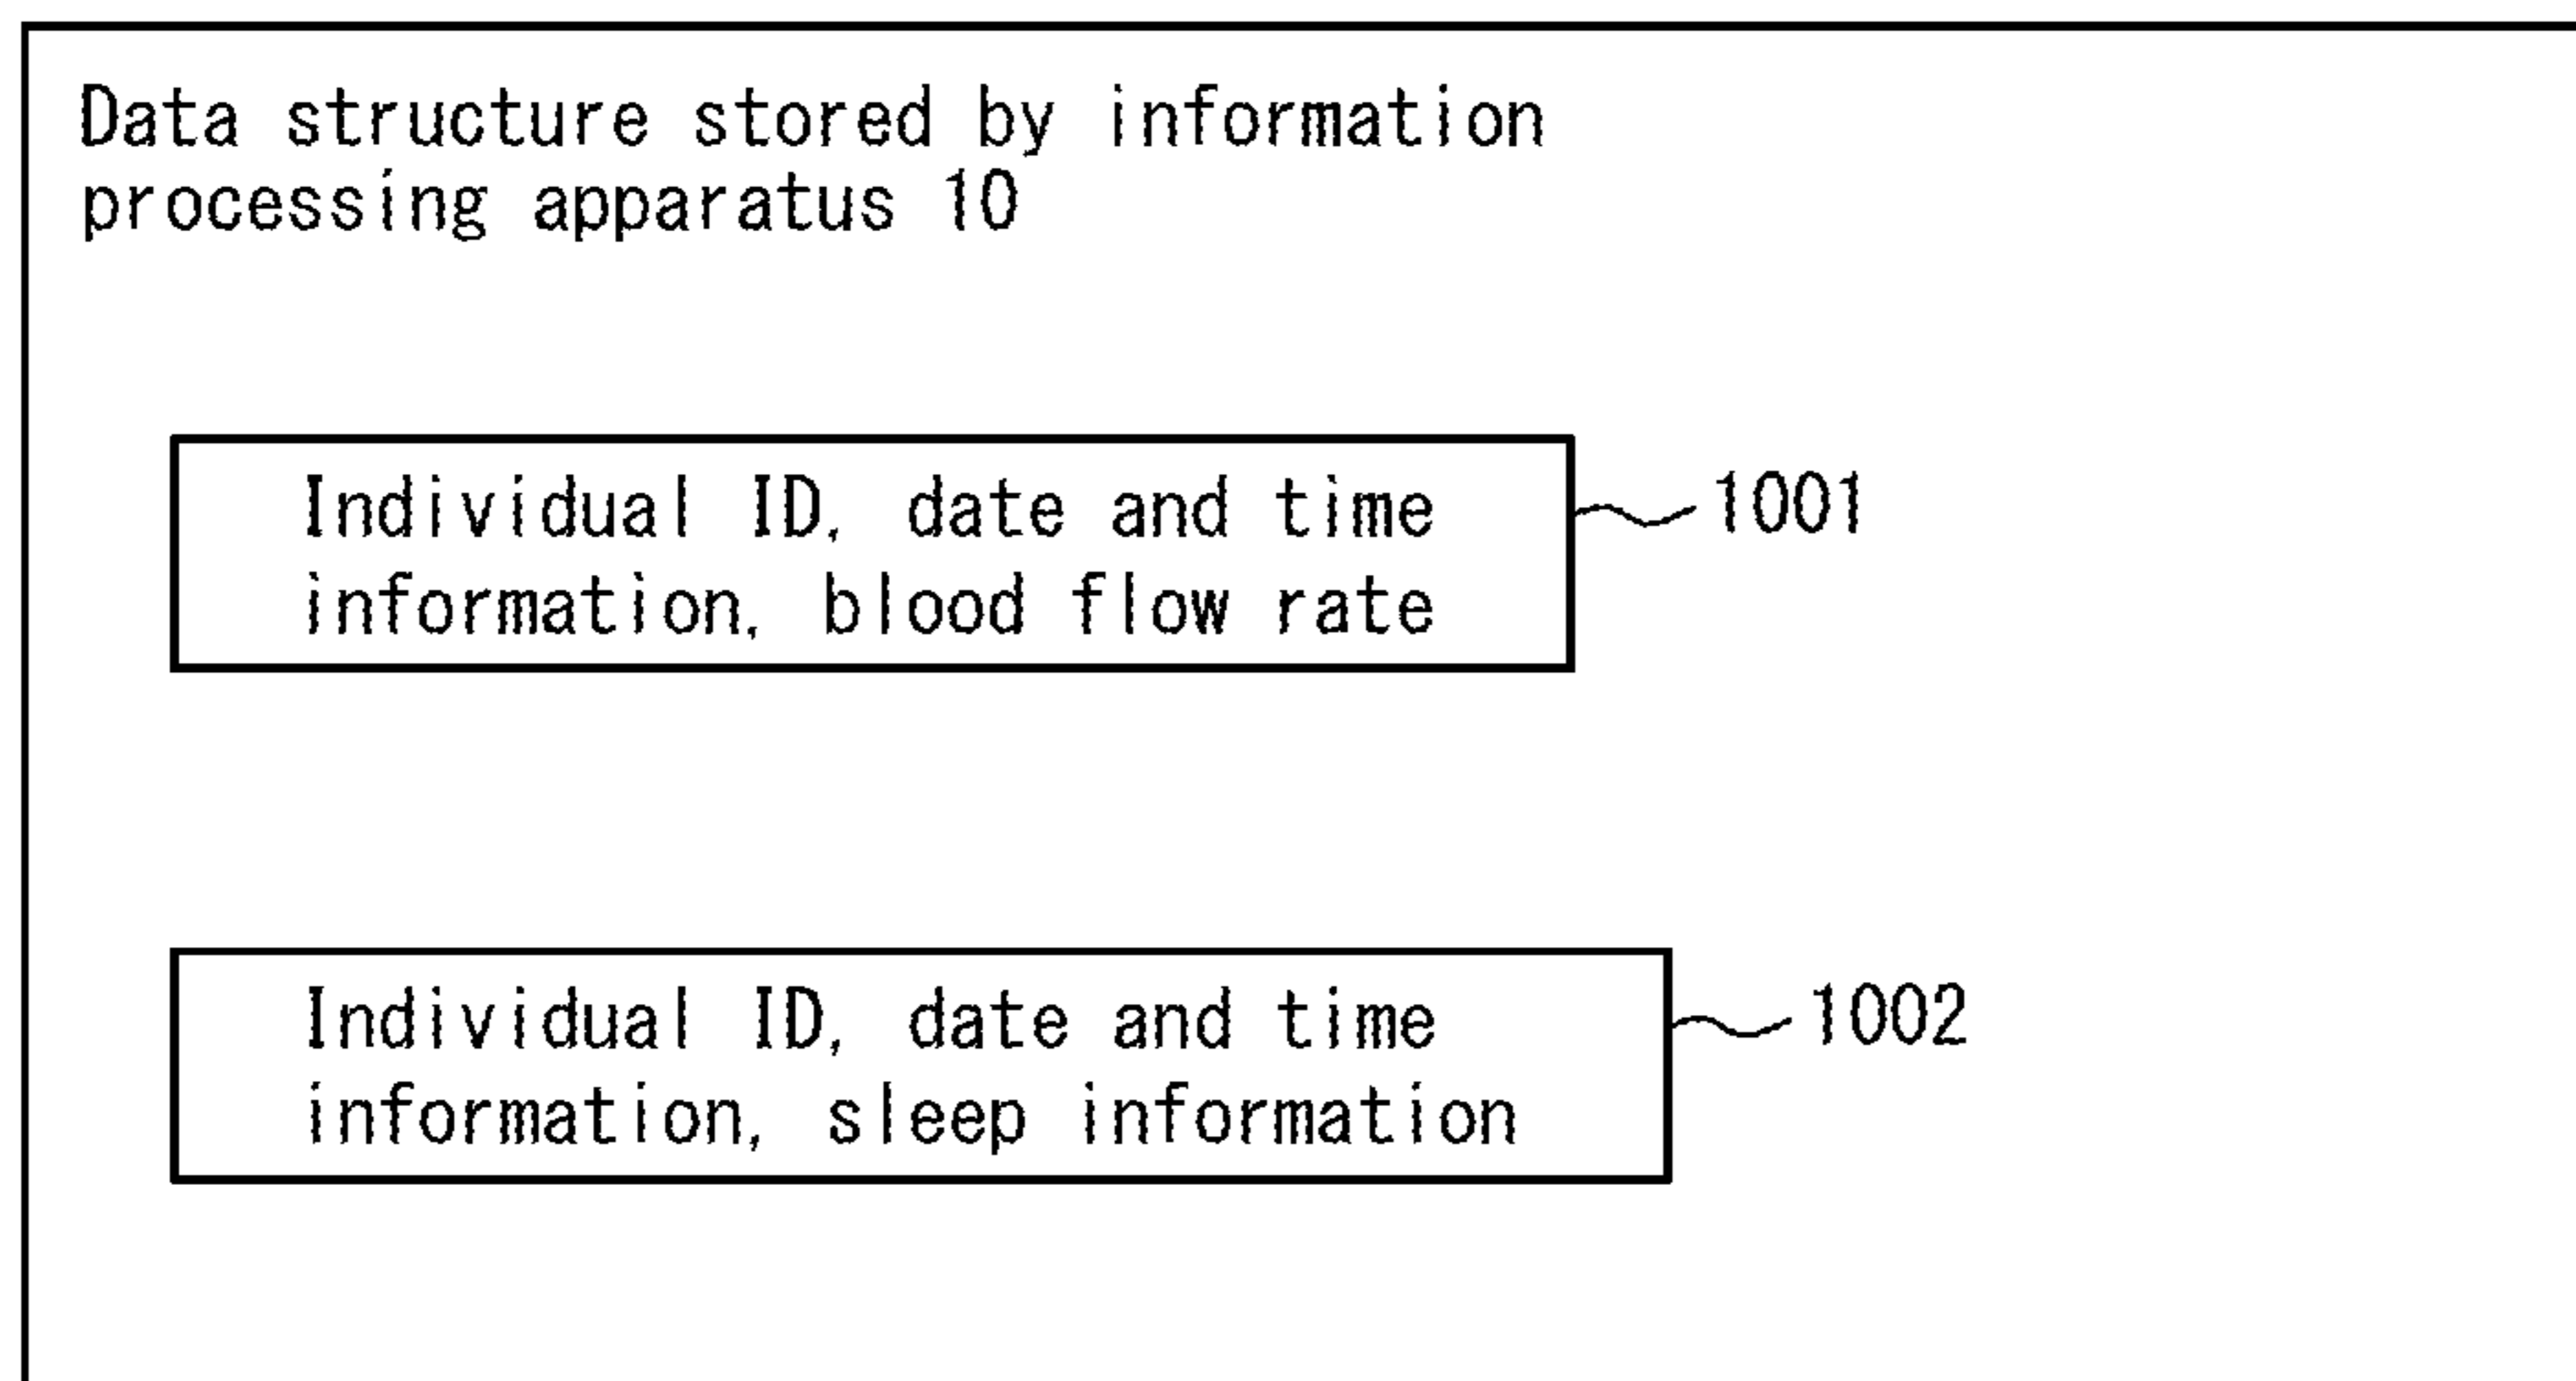 Data structure stored by information
processing apparatus 10
Individual ID, date and time
information, blood flow rate
1001
Individual ID, date and time
information, sleep information
1002